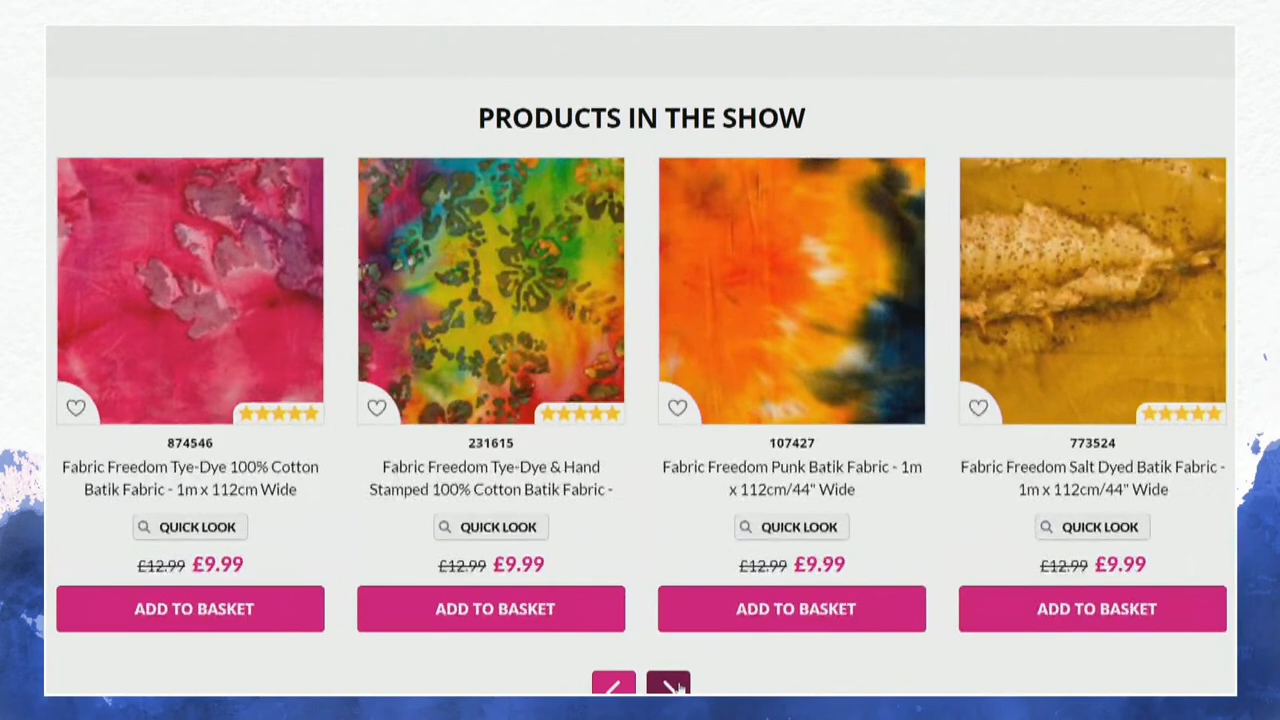 PRODUCTS IN THE SHOW
874546
Fabric Freedom Tye-Dye 100% Cotton
Batik Fabric - 1m x 112cm Wide
QUICK LOOK
£12.99 £9.99
ADD TO BASKET
231615
Fabric Freedom Tye-Dye & Hand
Stamped 100% Cotton Batik Fabric -
QUICK LOOK
£12.99 £9.99
ADD TO BASKET
107427
Fabric Freedom Punk Batik Fabric - 1m
x 112cm/44" Wide
QUICK LOOK
£12.99 £9.99
ADD TO BASKET
773524
Fabric Freedom Salt Dyed Batik Fabric -
1m x 112cm/44" Wide
QUICK LOOK
£12.99 £9.99
ADD TO BASKET